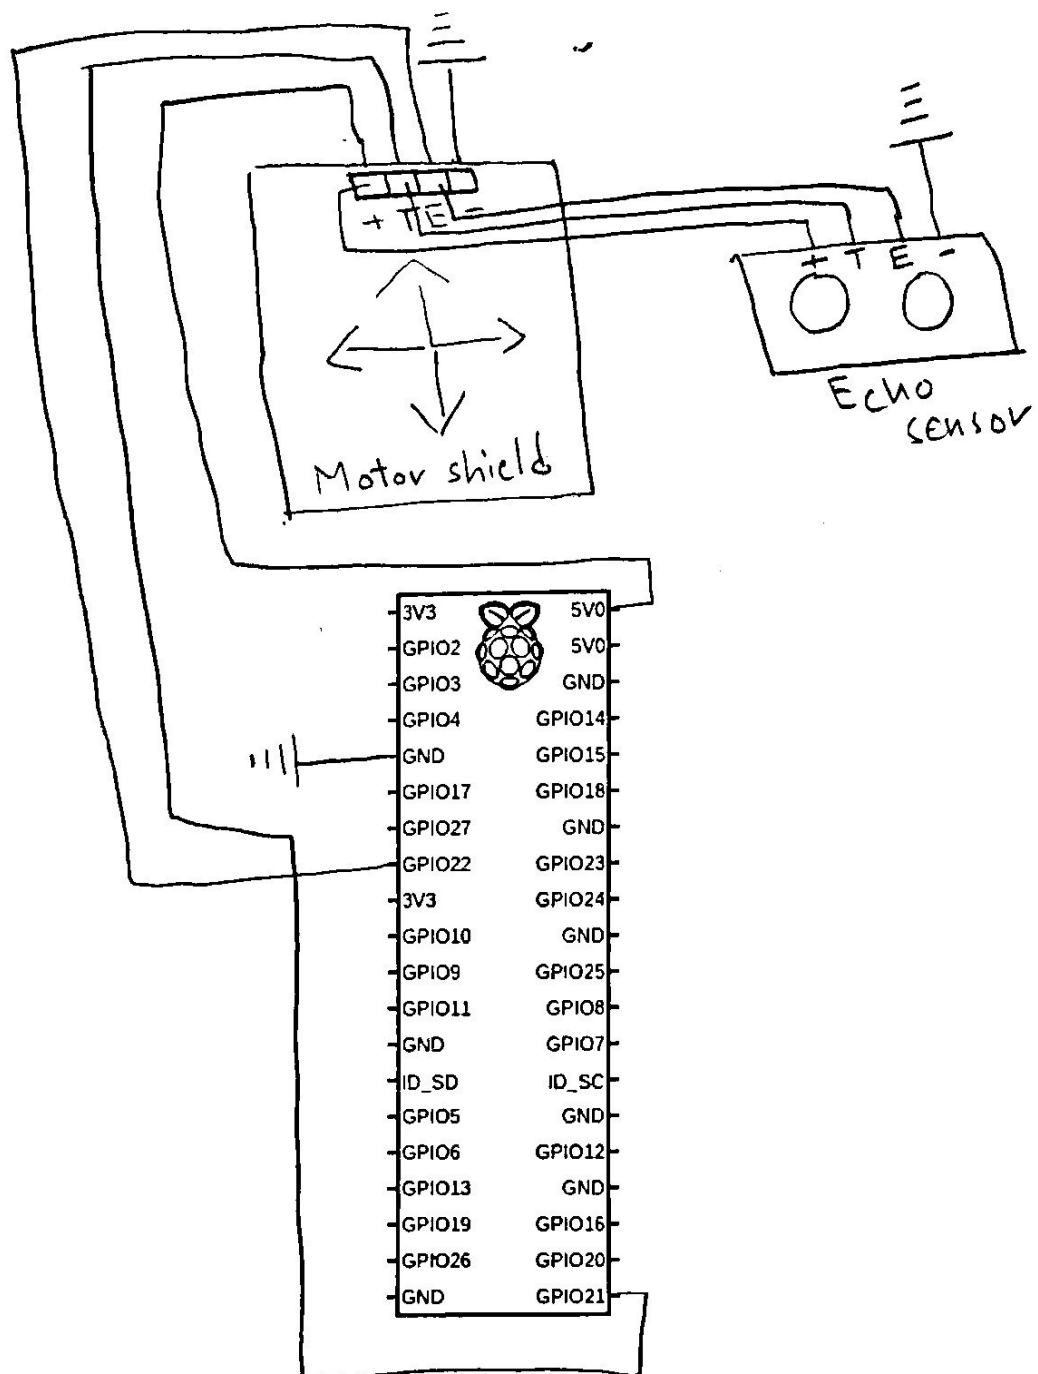 + T E -
+ T E -
Echo
sensor
Motor shield
3V3 5V0
GPIO2 5V0
GPIO3 GND
GPIO4 GPIO14
GND GPIO15
GPIO17 GPIO18
GPIO27 GND
GPIO22 GPIO23
3V3 GPIO24
GPIO10 GND
GPIO9 GPIO25
GPIO11 GPIO8
GND GPIO7
ID_SD ID_SC
GPIO5 GND
GPIO6 GPIO12
GPIO13 GND
GPIO19 GPIO16
GPIO26 GPIO20
GND GPIO21